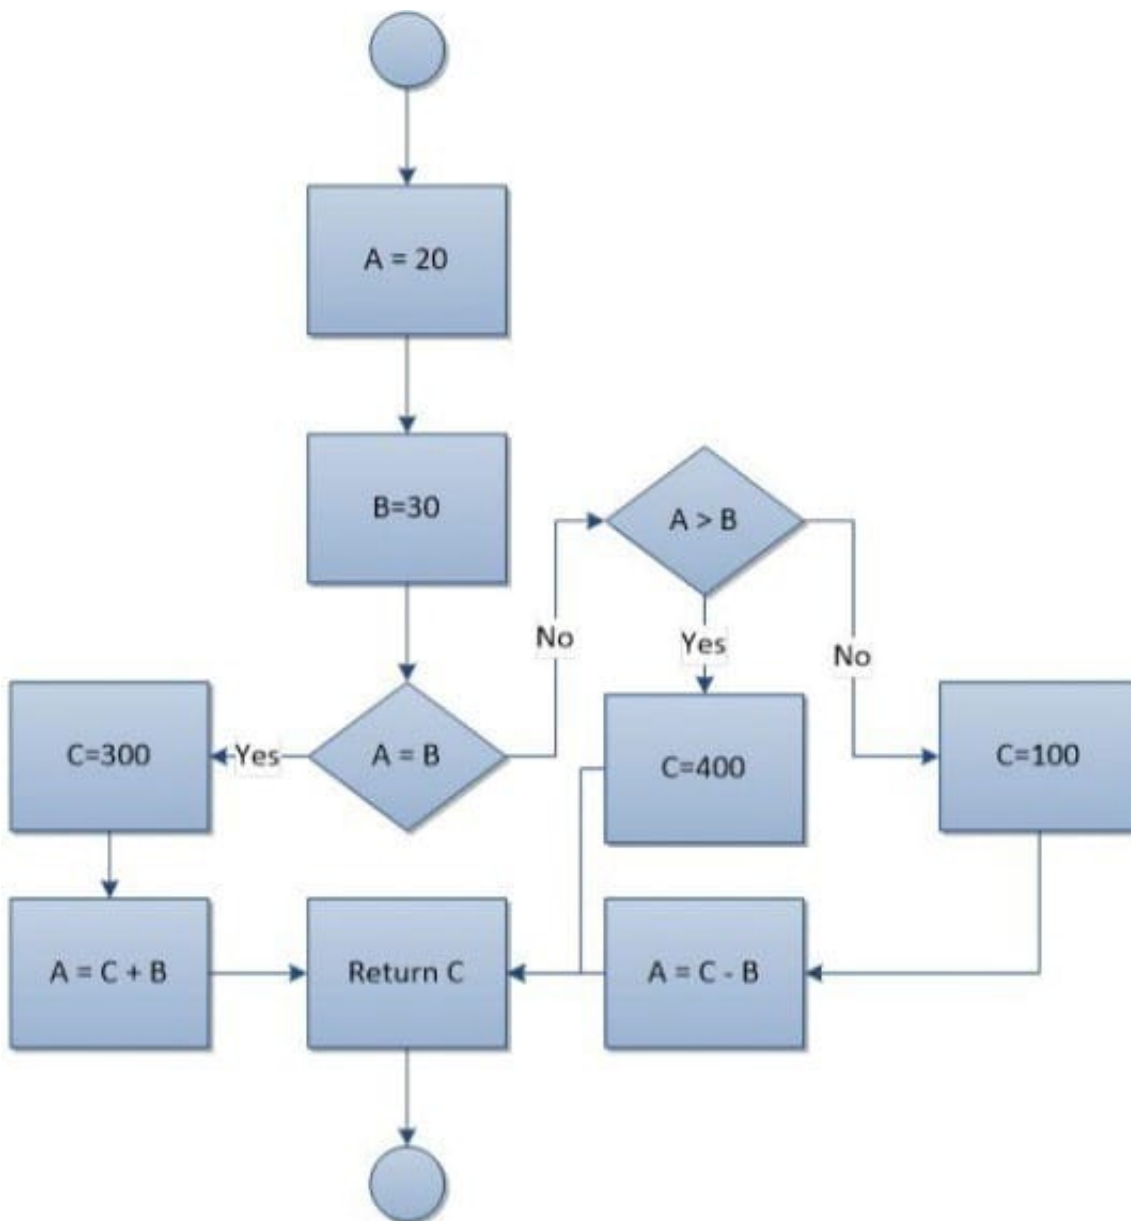 A = 20
B=30
A > B
No
Yes
No
C=300
Yes
A = B
C=400
C=100
A = C + B
Return C
A = C - B